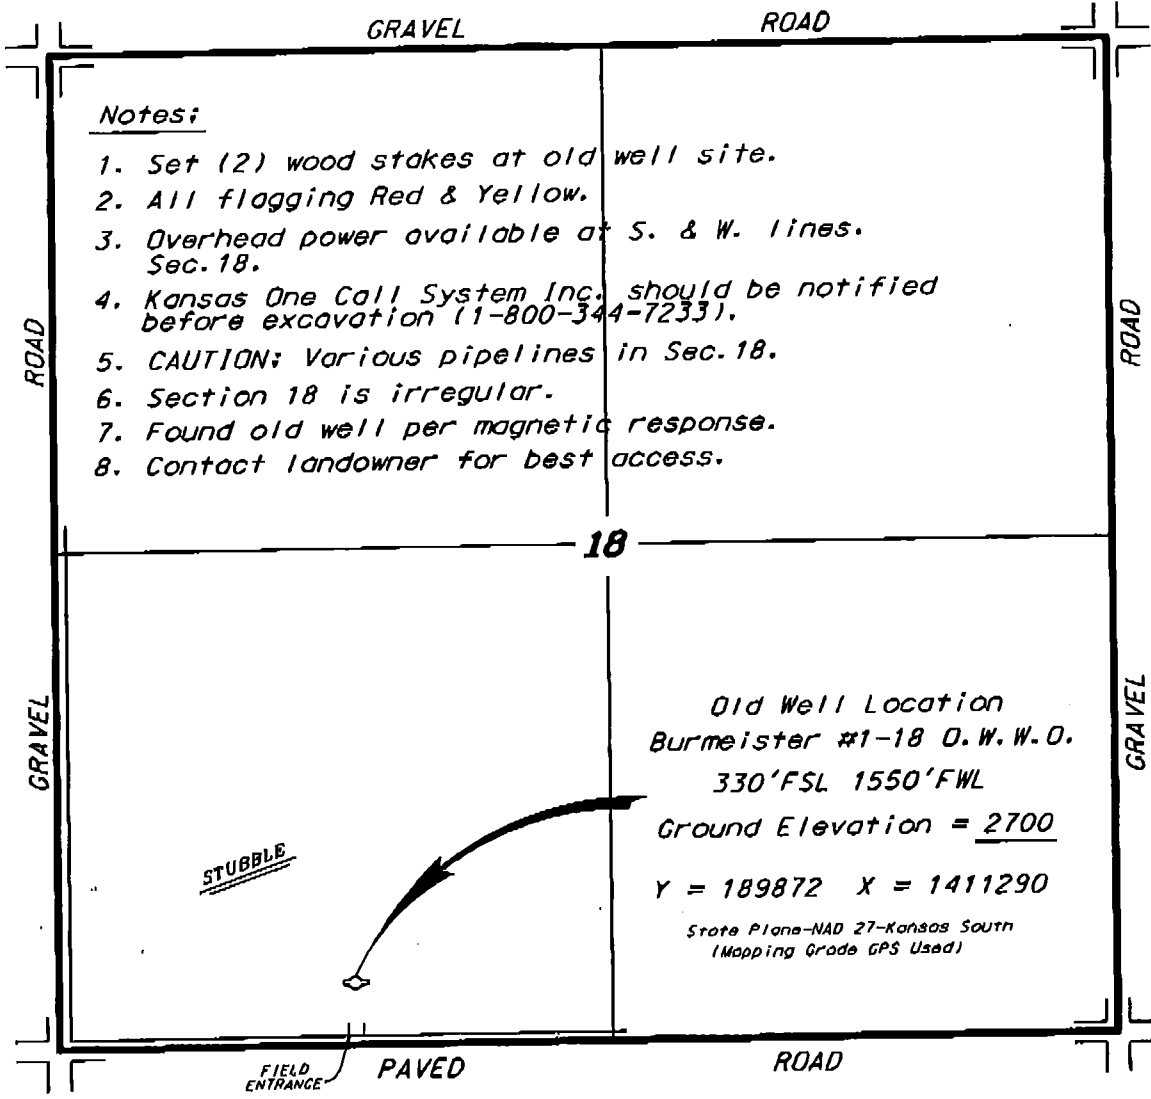 GRAVEL ROAD
Notes:
1. Set (2) wood stakes at old well site.
2. All flagging Red & Yellow.
3. Overhead power available at S. & W. lines.
Sec. 18.
4. Kansas One Call System Inc. should be notified
before excavation (1-800-344-7233).
5. CAUTION: Various pipelines in Sec. 18.
6. Section 18 is irregular.
7. Found old well per magnetic response.
8. Contact landowner for best access.
ROAD
ROAD
18
GRAVEL
GRAVEL
Old Well Location
Burmeister #1-18 O.W.W.O.
330'FSL 1550'FWL
Ground Elevation = 2700
Y = 189872 X = 1411290
State Plane-NAD 27-Kansas South
(Mapping Grade GPS Used)
STUBBLE
FIELD
ENTRANCE
PAVED ROAD